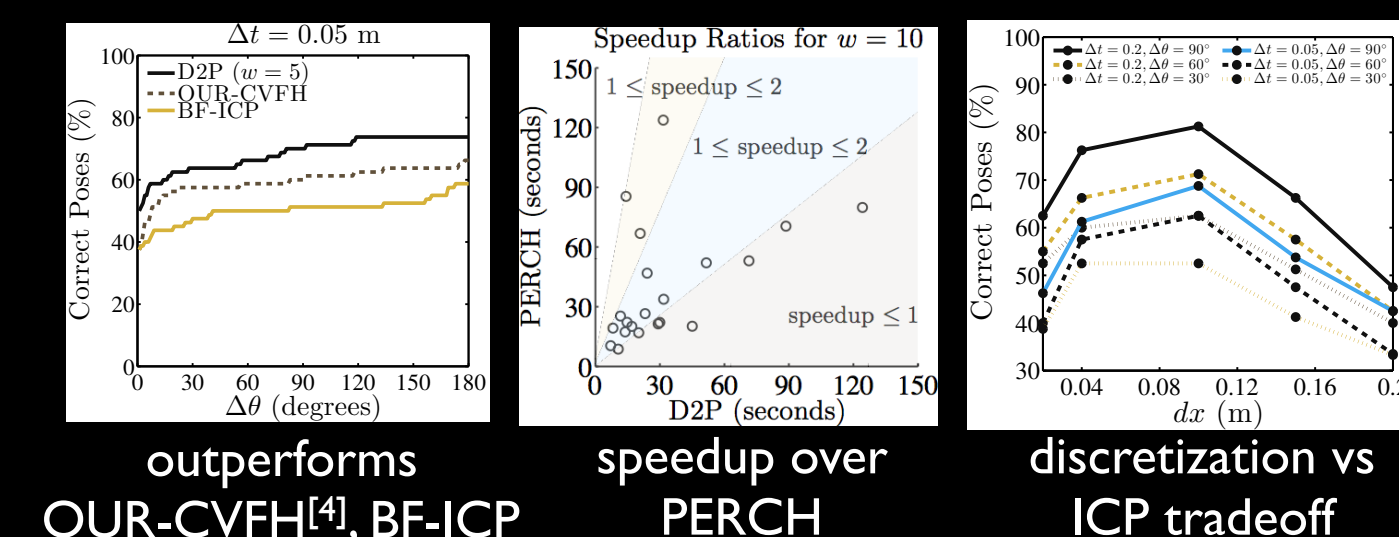 Δt = 0.05 m
100
80
60
40
20
0
Correct Poses (%)
D2P (w = 5)
OUR-CVFH
BF-ICP
0 30 60 90 120 150 180
Δθ (degrees)
outperforms
OUR-CVFH[4], BF-ICP
Speedup Ratios for w = 10
150
120
90
60
30
0
PERCH (seconds)
1 ≤ speedup ≤ 2
1 ≤ speedup ≤ 2
speedup ≤ 1
0 30 60 90 120 150
D2P (seconds)
speedup over
PERCH
100
90
80
70
60
50
40
30
Correct Poses (%)
Δt = 0.2, Δθ = 90° Δt = 0.05, Δθ = 90°
Δt = 0.2, Δθ = 60° Δt = 0.05, Δθ = 60°
Δt = 0.2, Δθ = 30° Δt = 0.05, Δθ = 30°
0.04 0.08 0.12 0.16
dx (m)
discretization vs
ICP tradeoff